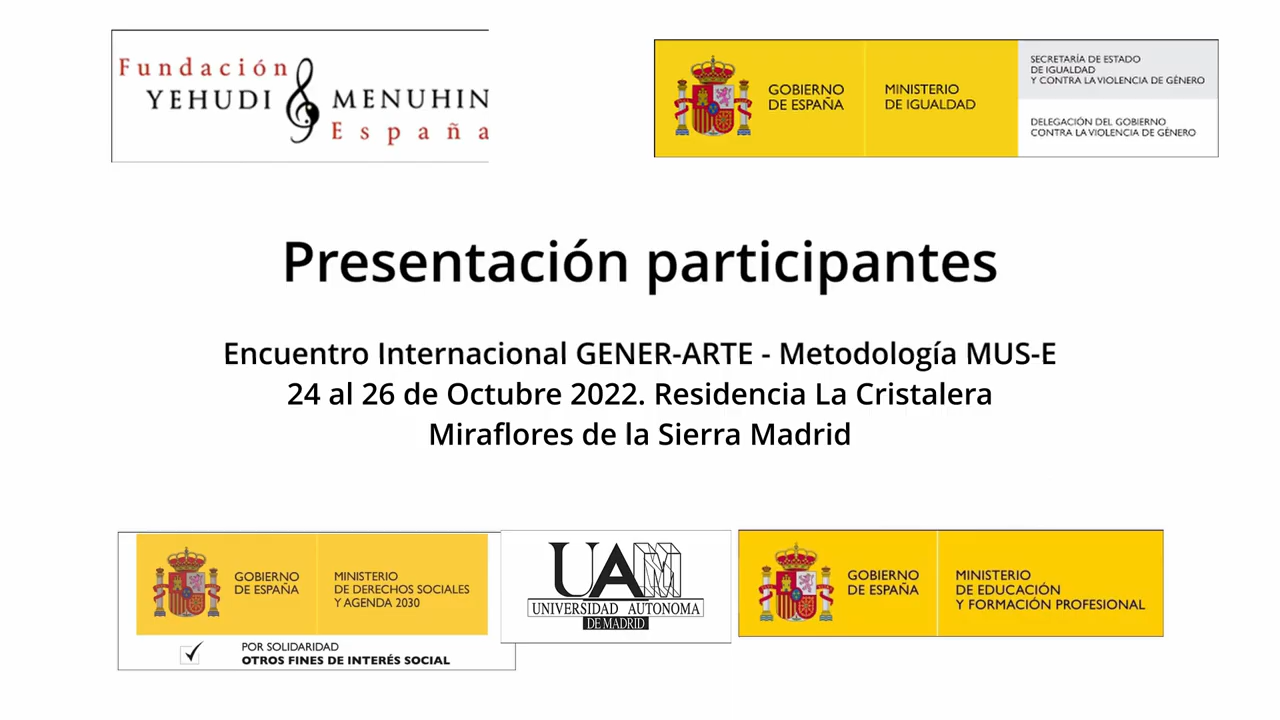 Fundación
YEHUDI MENUHIN
España
GOBIERNO
DE ESPAÑA
MINISTERIO
DE IGUALDAD
SECRETARÍA DE ESTADO
DE IGUALDAD
Y CONTRA LA VIOLENCIA DE GÉNERO
DELEGACIÓN DEL GOBIERNO
CONTRA LA VIOLENCIA DE GÉNERO
Presentación participantes
Encuentro Internacional GENER-ARTE - Metodología MUS-E
24 al 26 de Octubre 2022. Residencia La Cristalera
Miraflores de la Sierra Madrid
GOBIERNO
DE ESPAÑA
MINISTERIO
DE DERECHOS SOCIALES
Y AGENDA 2030
POR SOLIDARIDAD
OTROS FINES DE INTERÉS SOCIAL
UAM
UNIVERSIDAD AUTONOMA
DE MADRID
GOBIERNO
DE ESPAÑA
MINISTERIO
DE EDUCACIÓN
Y FORMACIÓN PROFESIONAL